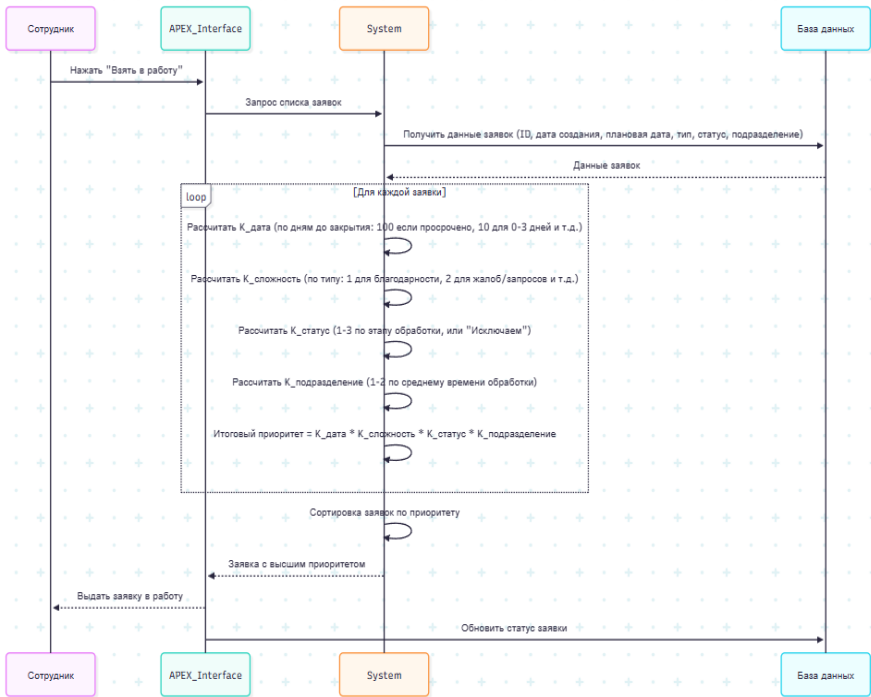 Сотрудник
APEX_Interface
System
База данных
Нажать "Взять в работу"
Запрос списка заявок
Получить данные заявок (ID, дата создания, плановая дата, тип, статус, подразделение)
Данные заявок
loop
[Для каждой заявки]
Рассчитать K_дата (по дням до закрытия: 100 если просрочено, 10 для 0-3 дней и т.д.)
Рассчитать K_сложность (по типу: 1 для благодарности, 2 для жалоб/запросов и т.д.)
Рассчитать K_статус (1-3 по этапу обработки, или "Исключаем")
Рассчитать K_подразделение (1-2 по среднему времени обработки)
Итоговый приоритет = K_дата * K_сложность * K_статус * K_подразделение
Сортировка заявок по приоритету
Заявка с высшим приоритетом
Выдать заявку в работу
Обновить статус заявки
Сотрудник
APEX_Interface
System
База данных